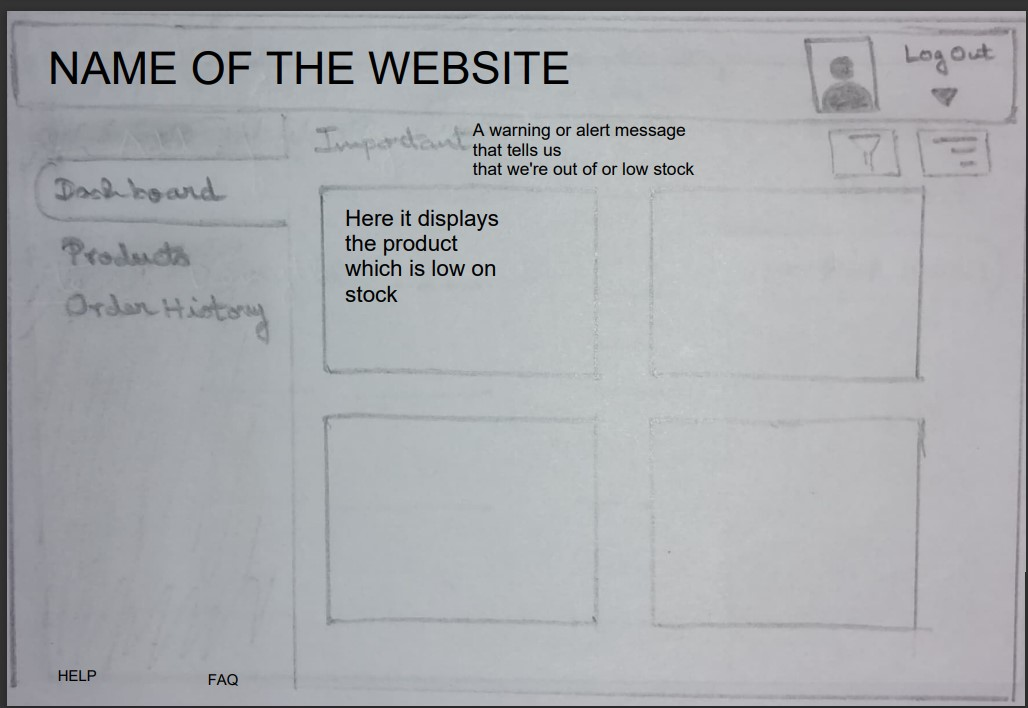 NAME OF THE WEBSITE
Log Out
Important
A warning or alert message
that tells us
that we're out of or low stock
Dashboard
Products
Order History
Here it displays
the product
which is low on
stock
HELP
FAQ